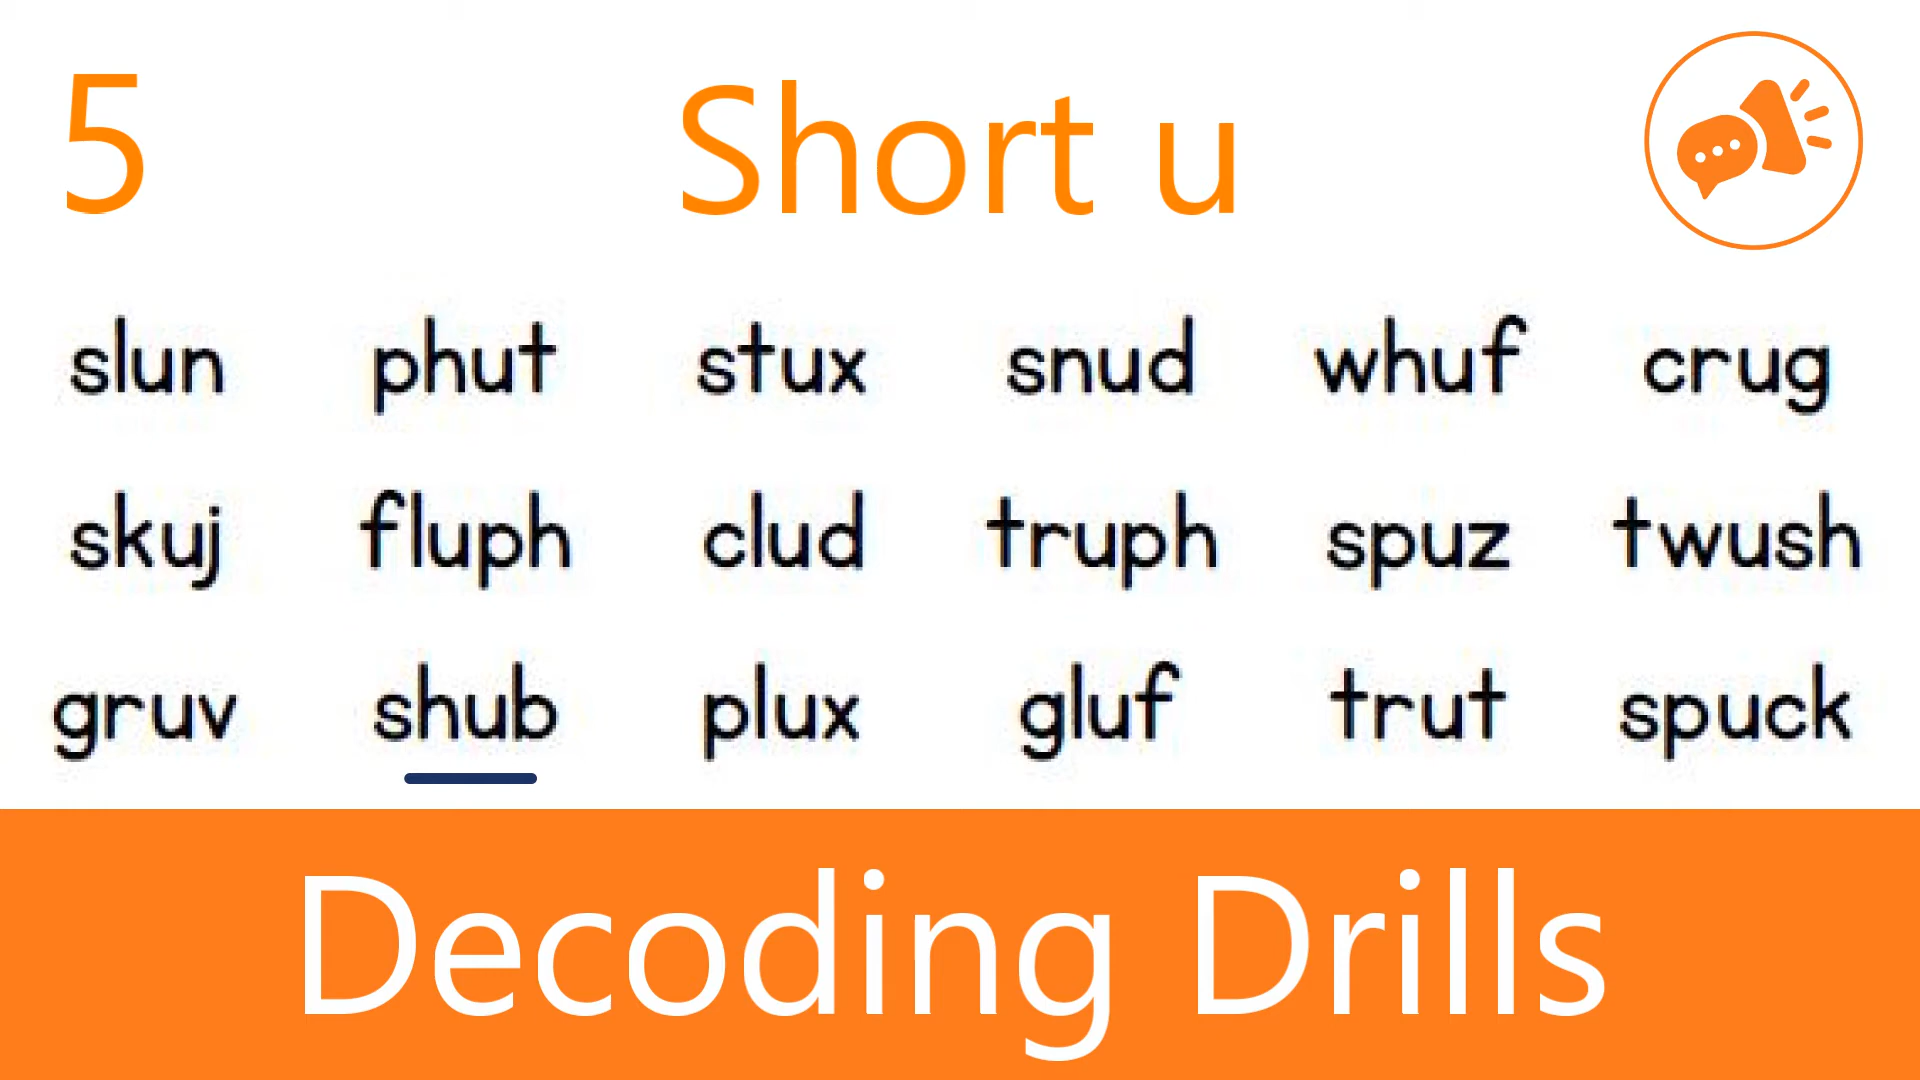 5 Short u
slun phut stux snud whuf crug
skuj fluph clud truph spuz twush
gruv shub plux gluf trut spuck
Decoding Drills